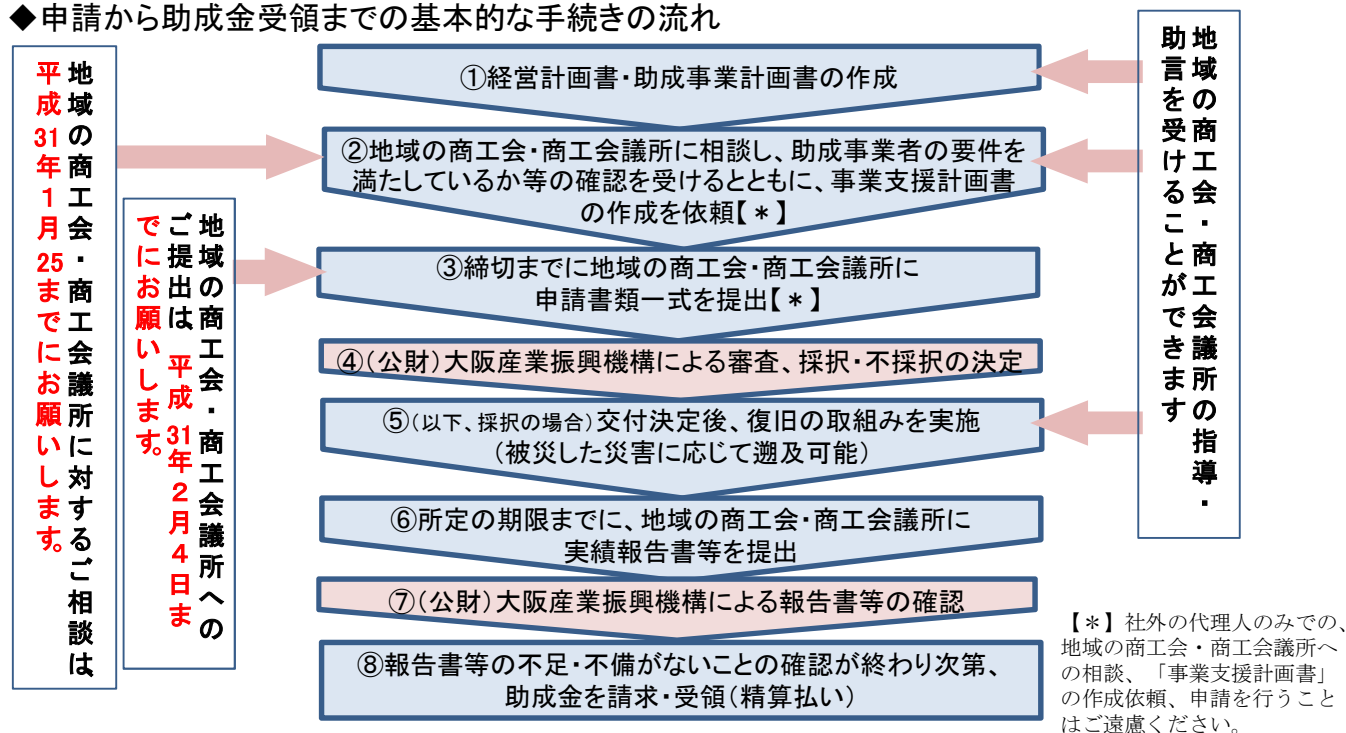 ◆申請から助成金受領までの基本的な手続きの流れ
地域の商工会・商工会議所に対するご相談は
平成31年1月25までにお願いします。
地域の商工会・商工会議所への
ご提出は、平成31年2月4日ま
でにお願いします。
①経営計画書・助成事業計画書の作成
②地域の商工会・商工会議所に相談し、助成事業者の要件を
満たしているか等の確認を受けるとともに、事業支援計画書
の作成を依頼【＊】
③締切までに地域の商工会・商工会議所に
申請書類一式を提出【＊】
④(公財)大阪産業振興機構による審査、採択・不採択の決定
⑤(以下、採択の場合)交付決定後、復旧の取組みを実施
(被災した災害に応じて遡及可能)
⑥所定の期限までに、地域の商工会・商工会議所に
実績報告書等を提出
⑦(公財)大阪産業振興機構による報告書等の確認
⑧報告書等の不足・不備がないことの確認が終わり次第、
助成金を請求・受領(精算払い)
地域の商工会・商工会議所の指導・
助言を受けることができます
【＊】社外の代理人のみでの、
地域の商工会・商工会議所へ
の相談、「事業支援計画書」
の作成依頼、申請を行うこと
はご遠慮ください。